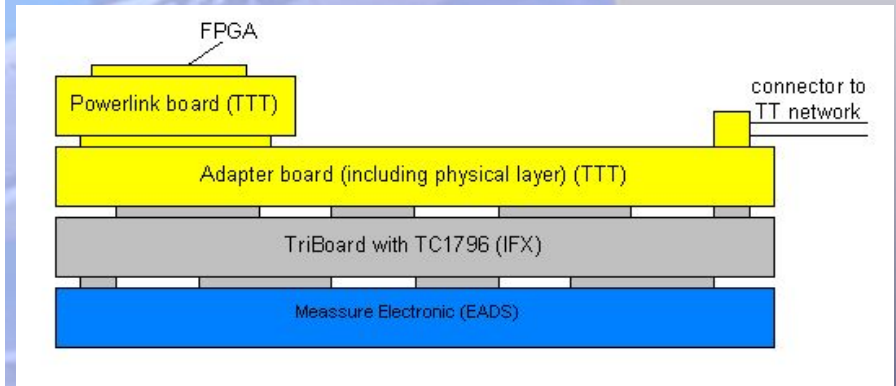 FPGA
Powerlink board (TTT)
connector to
TT network
Adapter board (including physical layer) (TTT)
TriBoard with TC1796 (IFX)
Meassure Electronic (EADS)